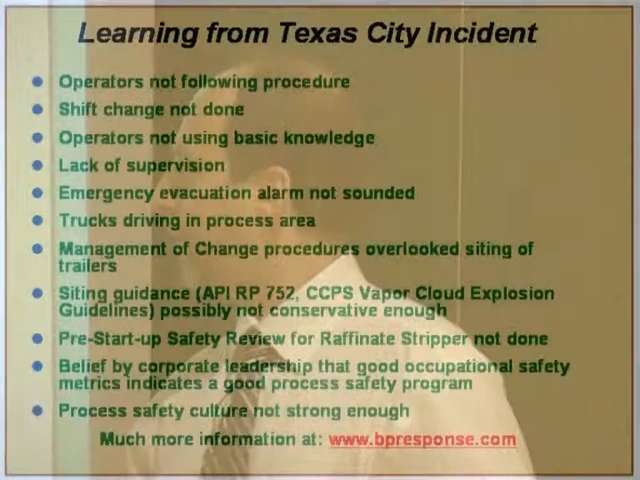 Learning from Texas City Incident
Operators not following procedure
Shift change not done
Operators not using basic knowledge
Lack of supervision
Emergency evacuation alarm not sounded
Trucks driving in process area
Management of Change procedures overlooked siting of
trailers
Siting guidance (API RP 752, CCPS Vapor Cloud Explosion
Guidelines) possibly not conservative enough
Pre-Start-up Safety Review for Raffinate Stripper not done
Belief by corporate leadership that good occupational safety
metrics indicates a good process safety program
Process safety culture not strong enough
Much more information at: www.bpresponse.com